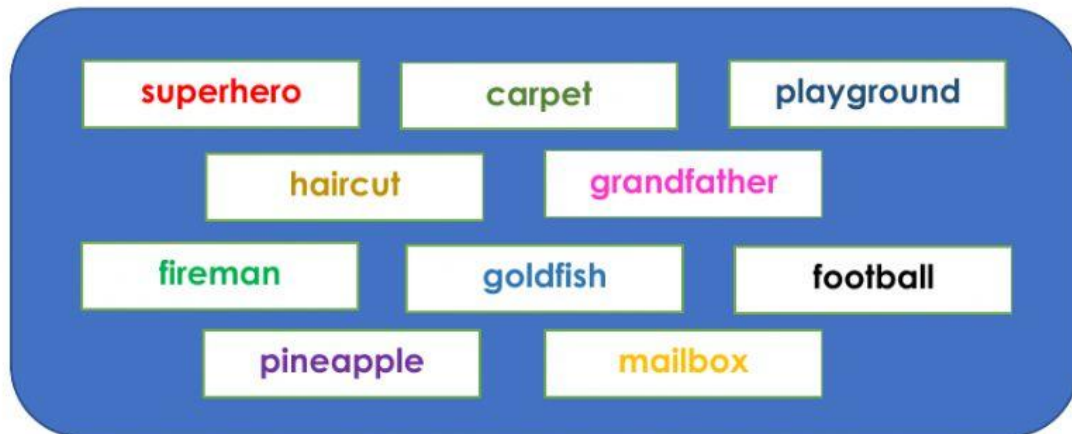 superhero carpet playground
haircut grandfather
fireman goldfish football
pineapple mailbox